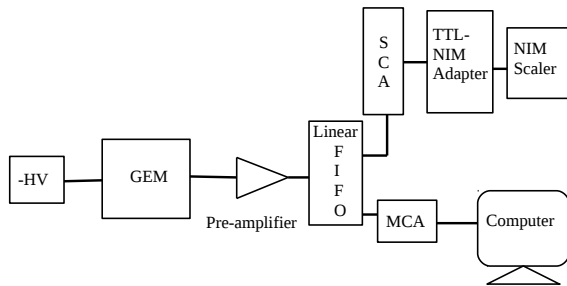 S
C
A
TTL-
NIM
Adapter
NIM
Scaler
-HV
GEM
Pre-amplifier
Linear
F
I
F
O
MCA
Computer